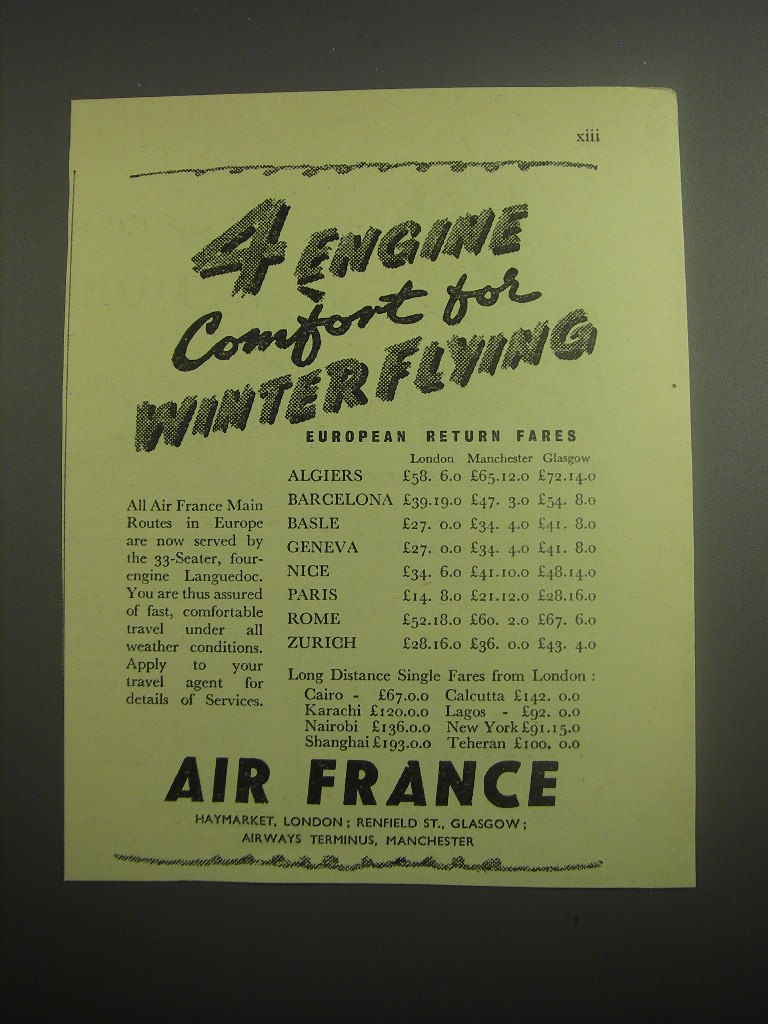 xiii
4 ENGINE
Comfort for
WINTER FLYING
EUROPEAN RETURN FARES
London Manchester Glasgow
ALGIERS £58. 6.0 £65.12.0 £72.14.0
BARCELONA £39.19.0 £47. 3.0 £54. 8.0
BASLE £27. 0.0 £34. 4.0 £41. 8.0
GENEVA £27. 0.0 £34. 4.0 £41. 8.0
NICE £34. 6.0 £41.10.0 £48.14.0
PARIS £14. 8.0 £21.12.0 £28.16.0
ROME £52.18.0 £60. 2.0 £67. 6.0
ZURICH £28.16.0 £36. 0.0 £43. 4.0
All Air France Main
Routes in Europe
are now served by
the 33-Seater, four-
engine Languedoc.
You are thus assured
of fast, comfortable
travel under all
weather conditions.
Apply to your
travel agent for
details of Services.
Long Distance Single Fares from London :
Cairo - £67.0.0 Calcutta £142. 0.0
Karachi £120.0.0 Lagos - £92. 0.0
Nairobi £136.0.0 New York £91.15.0
Shanghai £193.0.0 Teheran £100. 0.0
AIR FRANCE
HAYMARKET, LONDON; RENFIELD ST., GLASGOW;
AIRWAYS TERMINUS, MANCHESTER